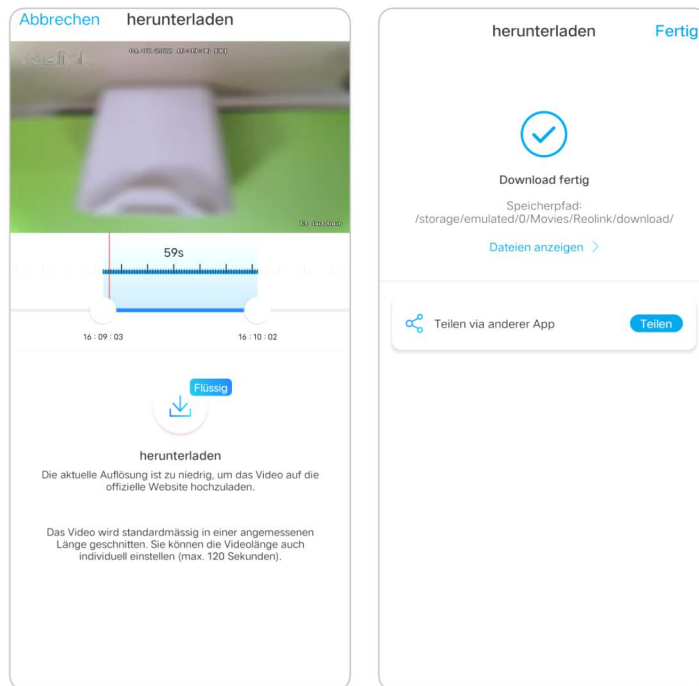 Abbrechen herunterladen
reolink
59s
16 : 09 : 03 16 : 10 : 02
Flüssig
herunterladen
Die aktuelle Auflösung ist zu niedrig, um das Video auf die
offizielle Website hochzuladen.
Das Video wird standardmässig in einer angemessenen
Länge geschnitten. Sie können die Videolänge auch
individuell einstellen (max. 120 Sekunden).
herunterladen Fertig
Download fertig
Speicherpfad:
/storage/emulated/0/Movies/Reolink/download/
Dateien anzeigen >
Teilen via anderer App Teilen